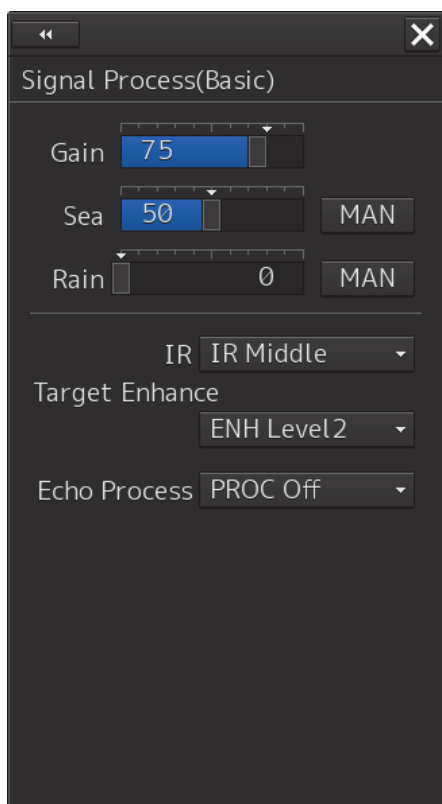 Signal Process(Basic)
Gain 75
Sea 50 MAN
Rain 0 MAN
IR IR Middle
Target Enhance
ENH Level2
Echo Process PROC Off